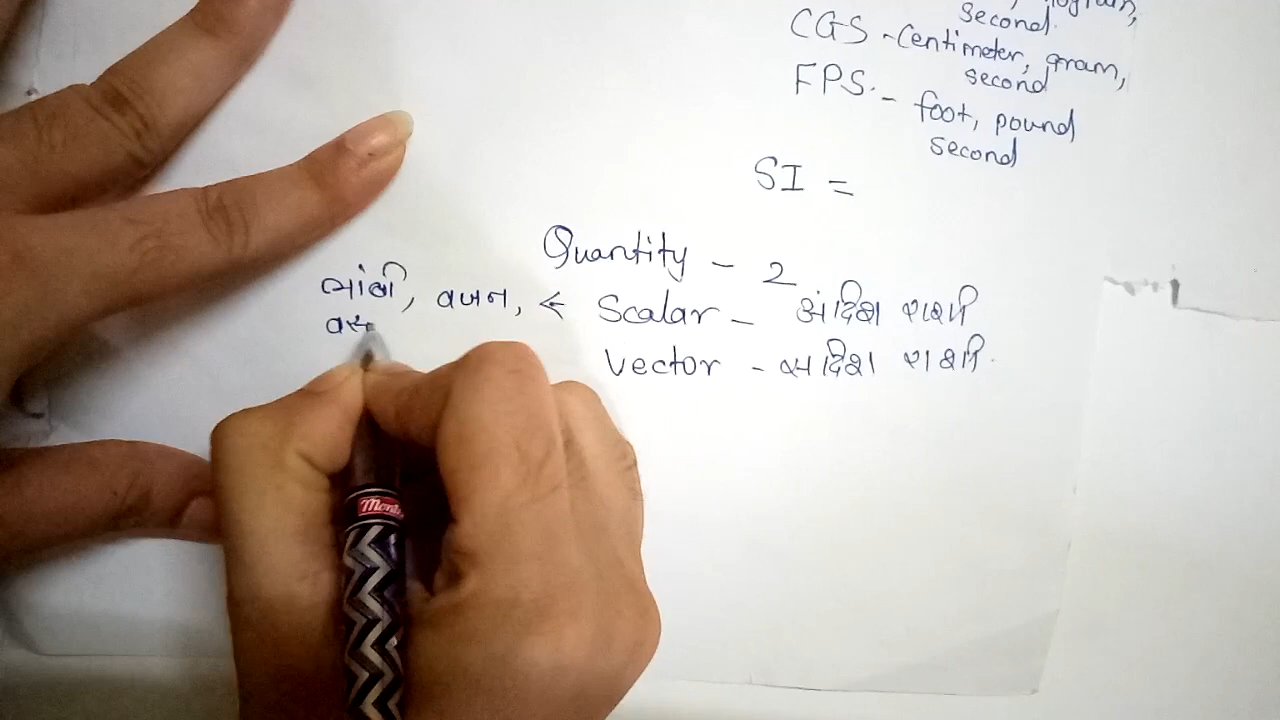 second.
CGS - Centimeter, gram,
second
FPS. - foot, pound
second
SI =
Quantity - 2
લાંબી, વજન, < Scalar - અદિશ રાશી
Vector - સદિશ રાશી.